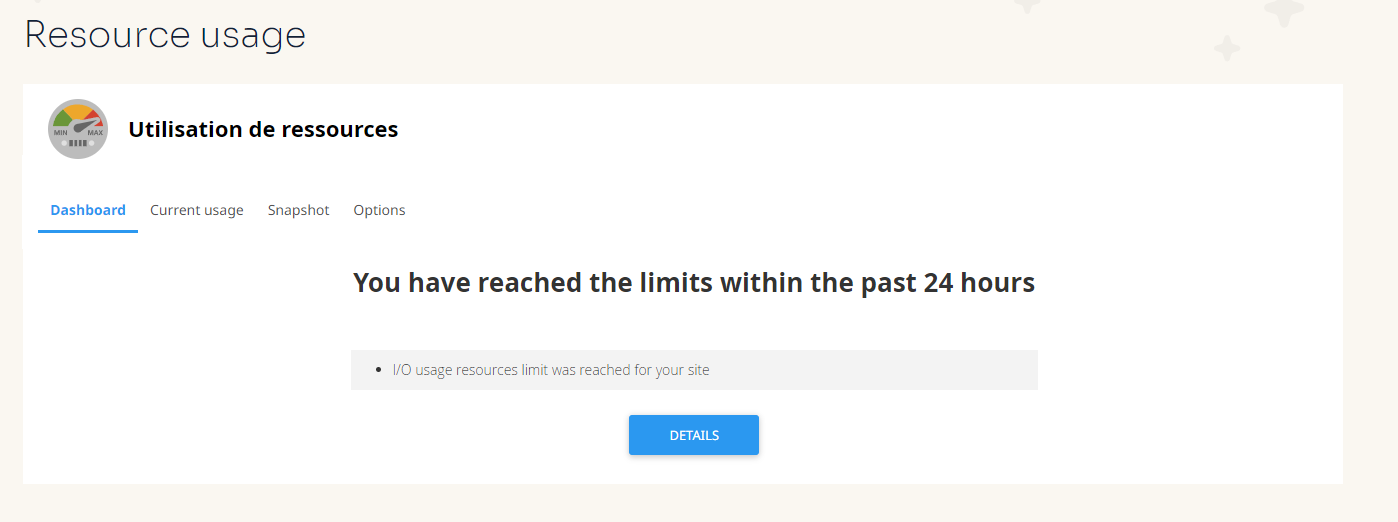 Resource usage
MIN MAX
Utilisation de ressources
Dashboard Current usage Snapshot Options
You have reached the limits within the past 24 hours
I/O usage resources limit was reached for your site
DETAILS